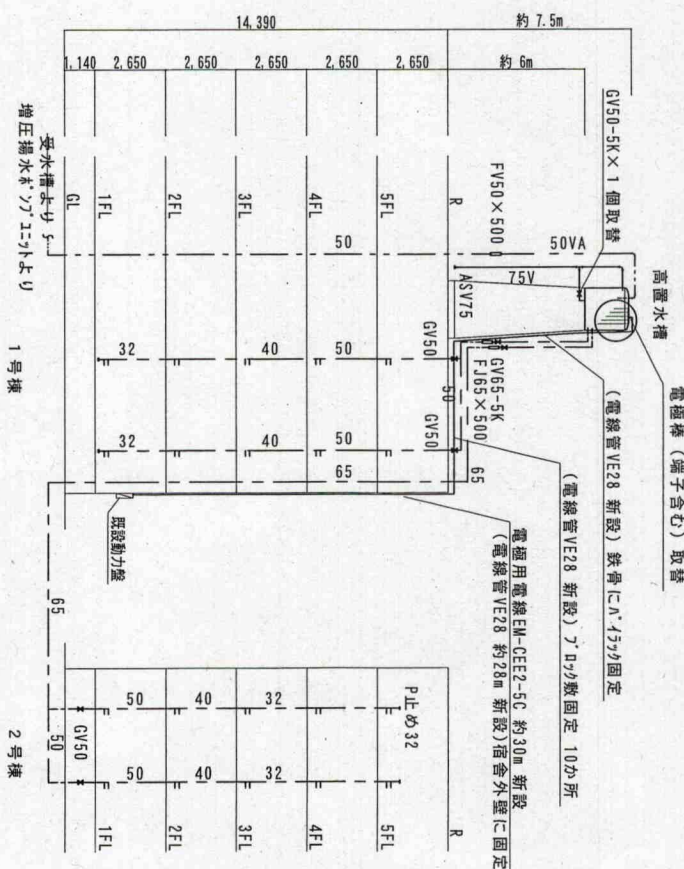 14,390
約 7.5m
1,140
2,650
2,650
2,650
2,650
2,650
約 6m
GV50-5K×1個取替
高置水槽
電極棒（端子含む）取替
(電線管VE28 新設) 鉄骨にﾊﾟｲﾗｯｸ固定
(電線管VE28 新設) ﾌﾞﾛｯｸ敷固定 10か所
電極用電線EM-CEE2-5C 約30m 新設
(電線管VE28 約28m 新設)宿舎外壁に固定
受水槽より
増圧揚水ﾎﾟﾝﾌﾟﾕﾆｯﾄより
GL
1FL
2FL
3FL
4FL
5FL
R
FV50×500
50
50VA
75V
ASV75
GV50
32
40
50
GV65-5K
FJ65×500
50
GV50
32
40
50
65
65
既設動力盤
1号棟
65
P止め32
50
40
32
GV50
50
50
40
32
1FL
2FL
3FL
4FL
5FL
R
2号棟